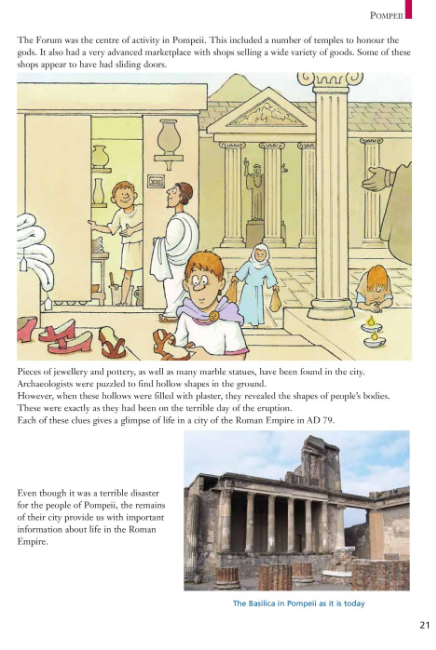 POMPEII
The Forum was the centre of activity in Pompeii. This included a number of temples to honour the
gods. It also had a very advanced marketplace with shops selling a wide variety of goods. Some of these
shops appear to have had sliding doors.
Pieces of jewellery and pottery, as well as many marble statues, have been found in the city.
Archaeologists were puzzled to find hollow shapes in the ground.
However, when these hollows were filled with plaster, they revealed the shapes of people's bodies.
These were exactly as they had been on the terrible day of the eruption.
Each of these clues gives a glimpse of life in a city of the Roman Empire in AD 79.
Even though it was a terrible disaster
for the people of Pompeii, the remains
of their city provide us with important
information about life in the Roman
Empire.
The Basilica in Pompeii as it is today
21